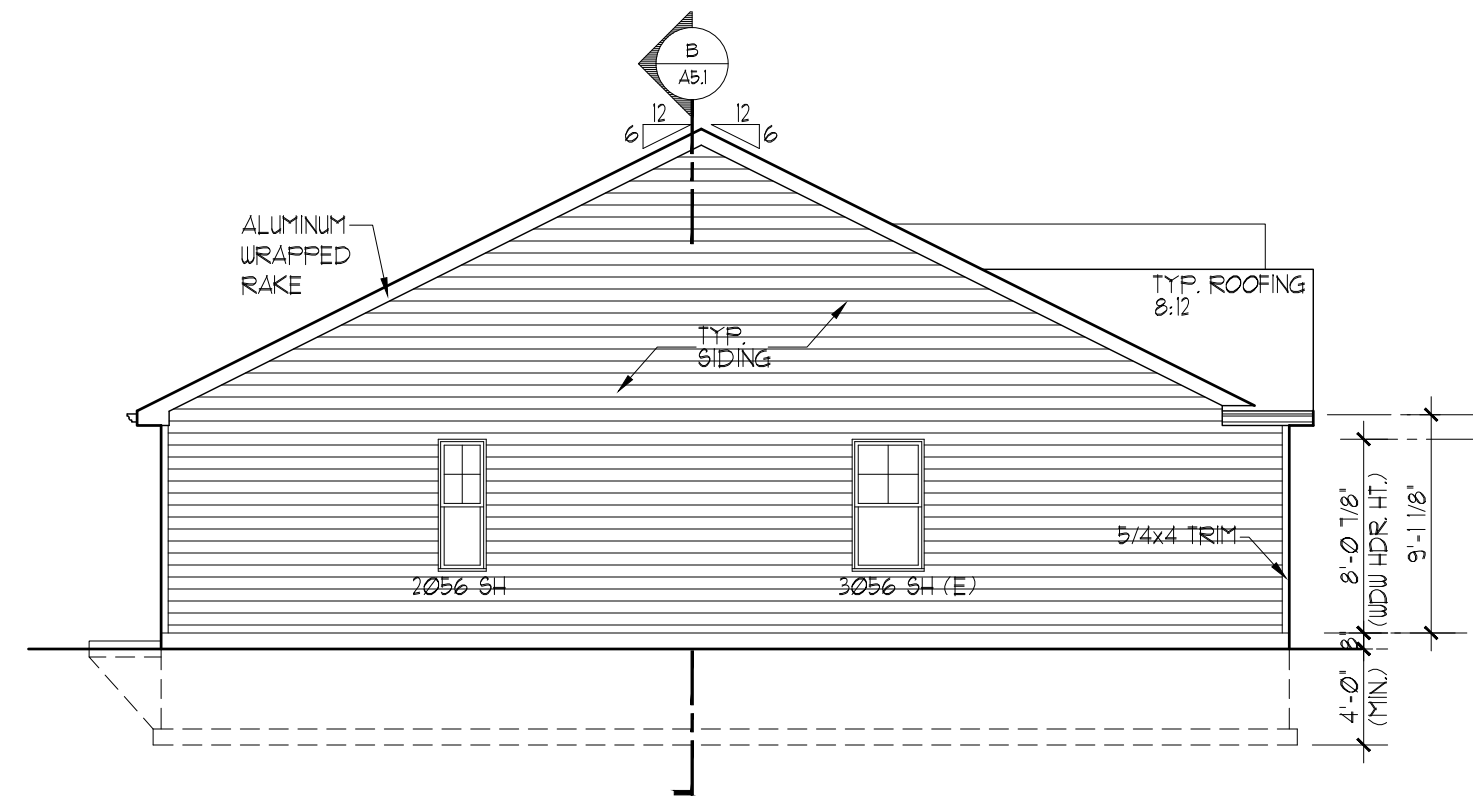 B
A5.1
12
12
6
6
ALUMINUM
WRAPPED
RAKE
TYP. ROOFING
8:12
TYP.
SIDING
5/4x4 TRIM
2056 SH
3056 SH (E)
8'-0 7/8"
(WDW HDR. HT.)
9'-1 1/8"
8"
4'-0"
(MIN.)